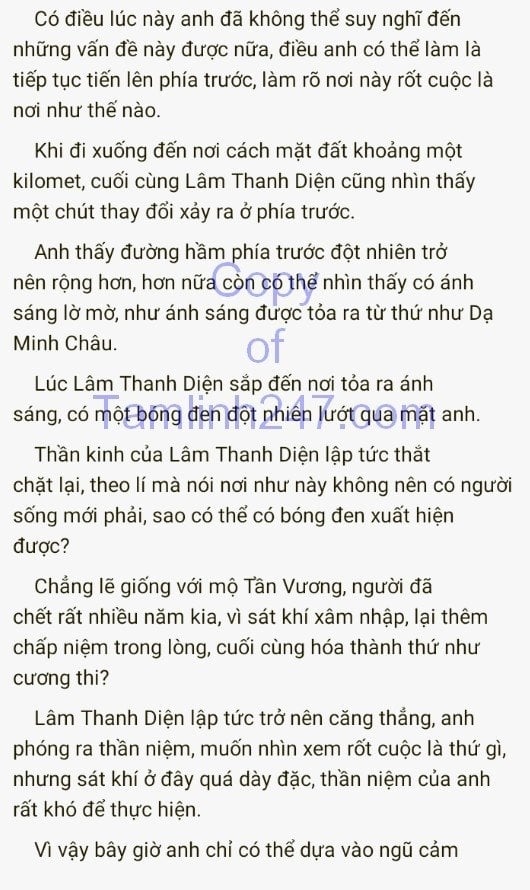 Có điều lúc này anh đã không thể suy nghĩ đến
những vấn đề này được nữa, điều anh có thể làm là
tiếp tục tiến lên phía trước, làm rõ nơi này rốt cuộc là
nơi như thế nào.
Khi đi xuống đến nơi cách mặt đất khoảng một
kilomet, cuối cùng Lâm Thanh Diện cũng nhìn thấy
một chút thay đổi xảy ra ở phía trước.
Anh thấy đường hầm phía trước đột nhiên trở
nên rộng hơn, hơn nữa còn có thể nhìn thấy có ánh
sáng lờ mờ, như ánh sáng được tỏa ra từ thứ như Dạ
Minh Châu.
Copy
of
Tamlinh247.com
Lúc Lâm Thanh Diện sắp đến nơi tỏa ra ánh
sáng, có một bóng đen đột nhiên lướt qua mặt anh.
Thần kinh của Lâm Thanh Diện lập tức thắt
chặt lại, theo lí mà nói nơi như này không nên có người
sống mới phải, sao có thể có bóng đen xuất hiện
được?
Chẳng lẽ giống với mộ Tần Vương, người đã
chết rất nhiều năm kia, vì sát khí xâm nhập, lại thêm
chấp niệm trong lòng, cuối cùng hóa thành thứ như
cương thi?
Lâm Thanh Diện lập tức trở nên căng thẳng, anh
phóng ra thần niệm, muốn nhìn xem rốt cuộc là thứ gì,
nhưng sát khí ở đây quá dày đặc, thần niệm của anh
rất khó để thực hiện.
Vì vậy bây giờ anh chỉ có thể dựa vào ngũ cảm